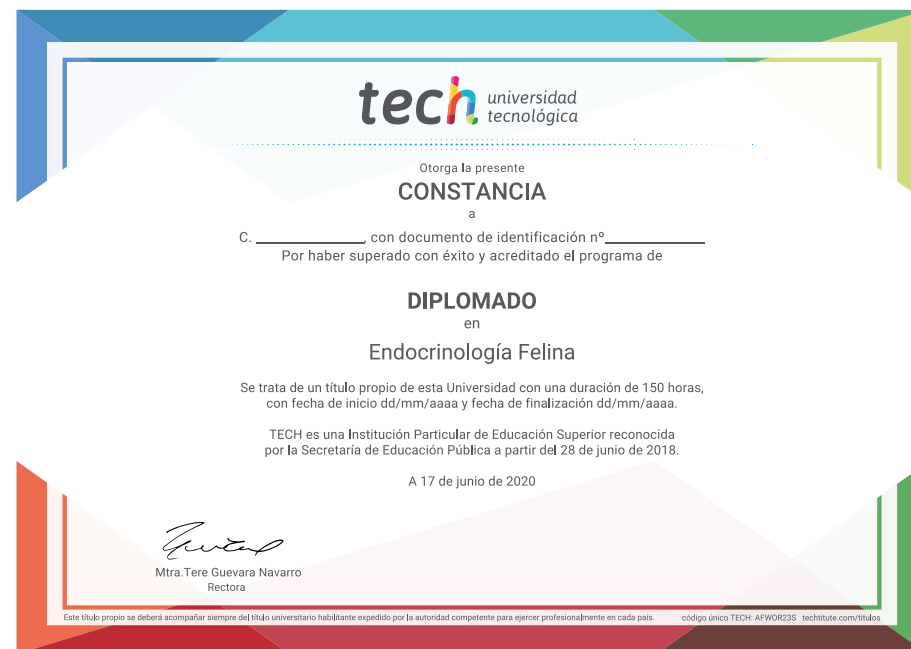 tech universidad
tecnológica
Otorga la presente
CONSTANCIA
a
C. ______________, con documento de identificación nº______________
Por haber superado con éxito y acreditado el programa de
DIPLOMADO
en
Endocrinología Felina
Se trata de un título propio de esta Universidad con una duración de 150 horas,
con fecha de inicio dd/mm/aaaa y fecha de finalización dd/mm/aaaa.
TECH es una Institución Particular de Educación Superior reconocida
por la Secretaría de Educación Pública a partir del 28 de junio de 2018.
A 17 de junio de 2020
Mtra.Tere Guevara Navarro
Rectora
Este título propio se deberá acompañar siempre del título universitario habilitante expedido por la autoridad competente para ejercer profesionalmente en cada país. código único TECH: AFWOR23S techtitute.com/titulos